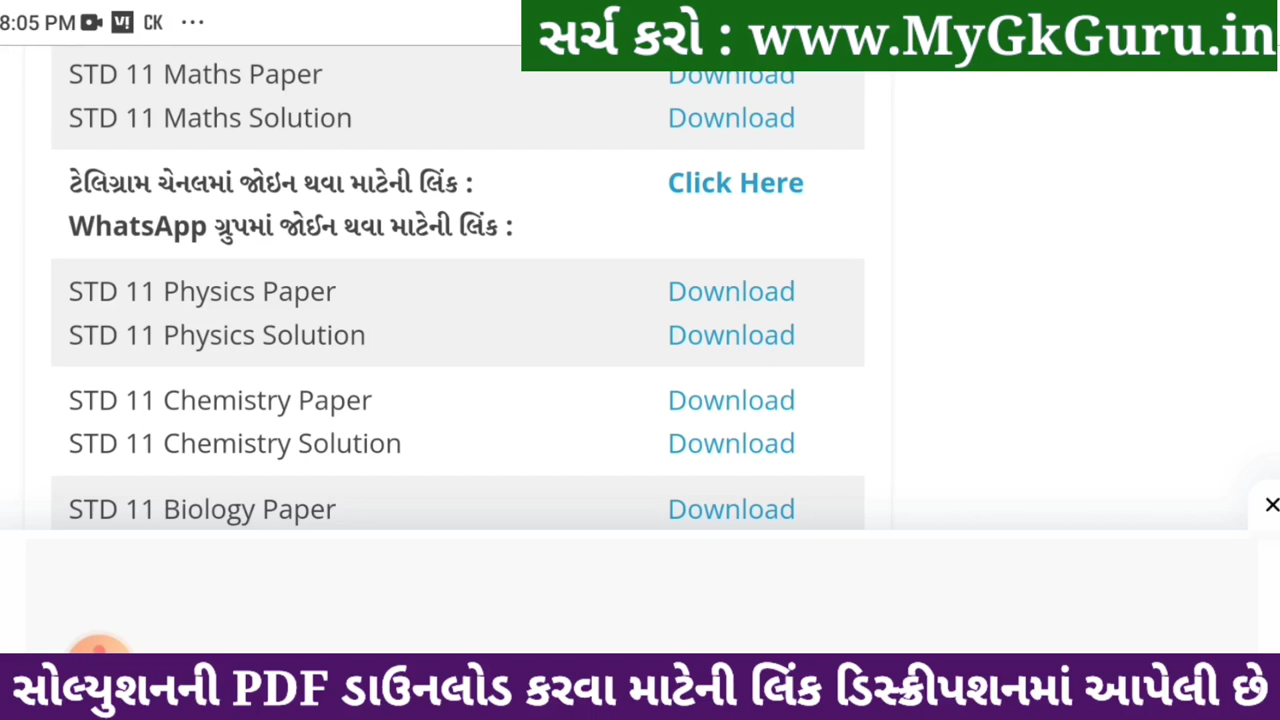 8:05 PM V! CK ...
સર્ચ કરો : www.MyGkGuru.in
STD 11 Maths Paper Download
STD 11 Maths Solution Download
ટેલિગ્રામ ચેનલમાં જોઇન થવા માટેની લિંક : Click Here
WhatsApp ગ્રુપમાં જોઈન થવા માટેની લિંક :
STD 11 Physics Paper Download
STD 11 Physics Solution Download
STD 11 Chemistry Paper Download
STD 11 Chemistry Solution Download
STD 11 Biology Paper Download
સોલ્યુશનની PDF ડાઉનલોડ કરવા માટેની લિંક ડિસ્ક્રીપશનમાં આપેલી છે